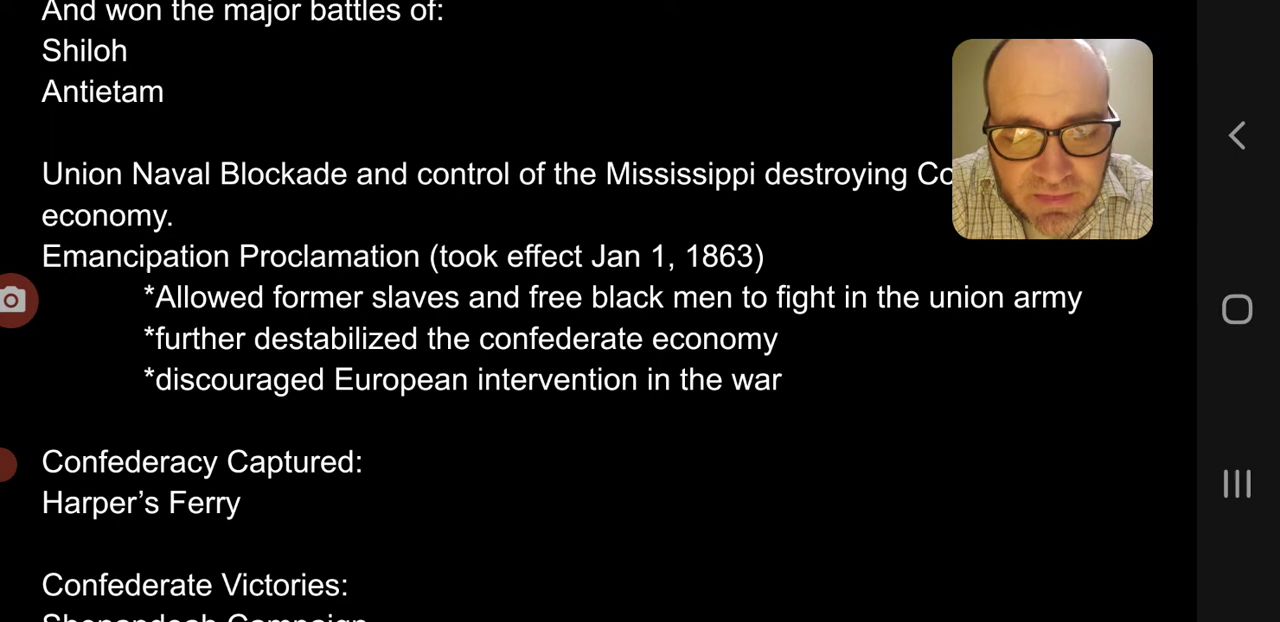 And won the major battles of:
Shiloh
Antietam
Union Naval Blockade and control of the Mississippi destroying
economy.
Emancipation Proclamation (took effect Jan 1, 1863)
*Allowed former slaves and free black men to fight in the union army
*further destabilized the confederate economy
*discouraged European intervention in the war
Confederacy Captured:
Harper’s Ferry
Confederate Victories:
Shenandoah Campaign